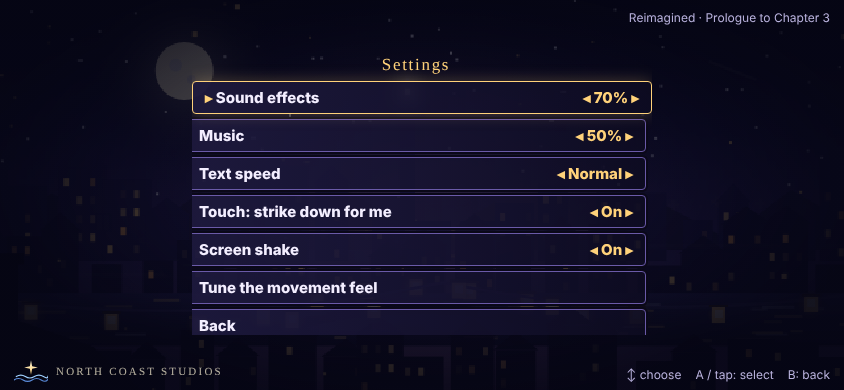 Reimagined · Prologue to Chapter 3
Settings
▸ Sound effects ◂ 70% ▸
Music ◂ 50% ▸
Text speed ◂ Normal ▸
Touch: strike down for me ◂ On ▸
Screen shake ◂ On ▸
Tune the movement feel
Back
NORTH COAST STUDIOS
↕ choose A / tap: select B: back